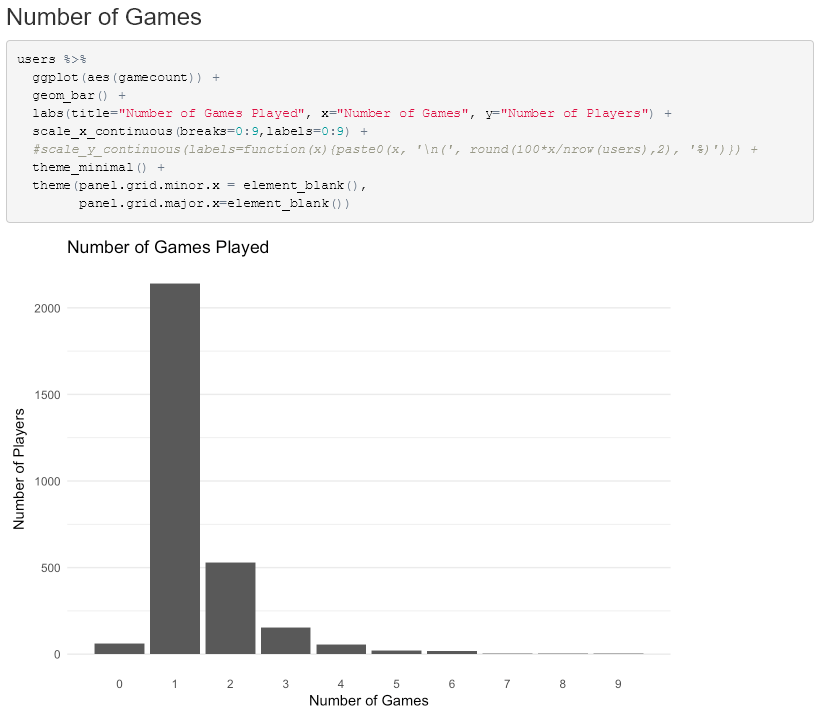 Number of Games
users %>%
  ggplot(aes(gamecount)) +
  geom_bar() +
  labs(title="Number of Games Played", x="Number of Games", y="Number of Players") +
  scale_x_continuous(breaks=0:9,labels=0:9) +
  #scale_y_continuous(labels=function(x){paste0(x, '\n(', round(100*x/nrow(users),2), '%)')}) +
  theme_minimal() +
  theme(panel.grid.minor.x = element_blank(),
        panel.grid.major.x=element_blank())
Number of Games Played
2000
1500
1000
500
0
Number of Players
0 1 2 3 4 5 6 7 8 9
Number of Games